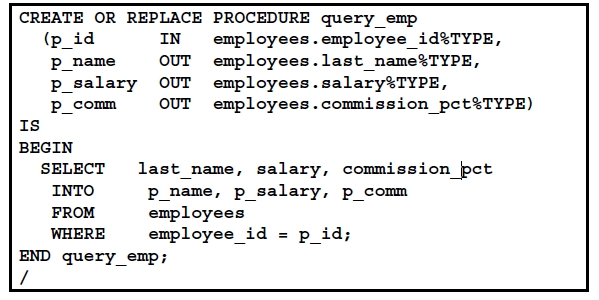 CREATE OR REPLACE PROCEDURE query_emp
(p_id IN employees.employee_id%TYPE,
p_name OUT employees.last_name%TYPE,
p_salary OUT employees.salary%TYPE,
p_comm OUT employees.commission_pct%TYPE)
IS
BEGIN
SELECT last_name, salary, commission_pct
INTO p_name, p_salary, p_comm
FROM employees
WHERE employee_id = p_id;
END query_emp;
/